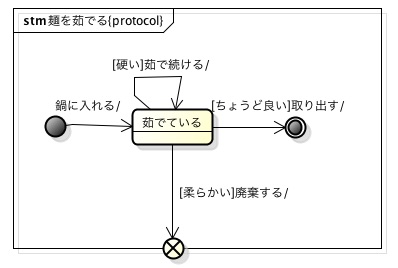 stm 麺を茹でる{protocol}
[硬い]茹で続ける/
鍋に入れる/
[ちょうど良い]取り出す/
茹でている
[柔らかい]廃棄する/